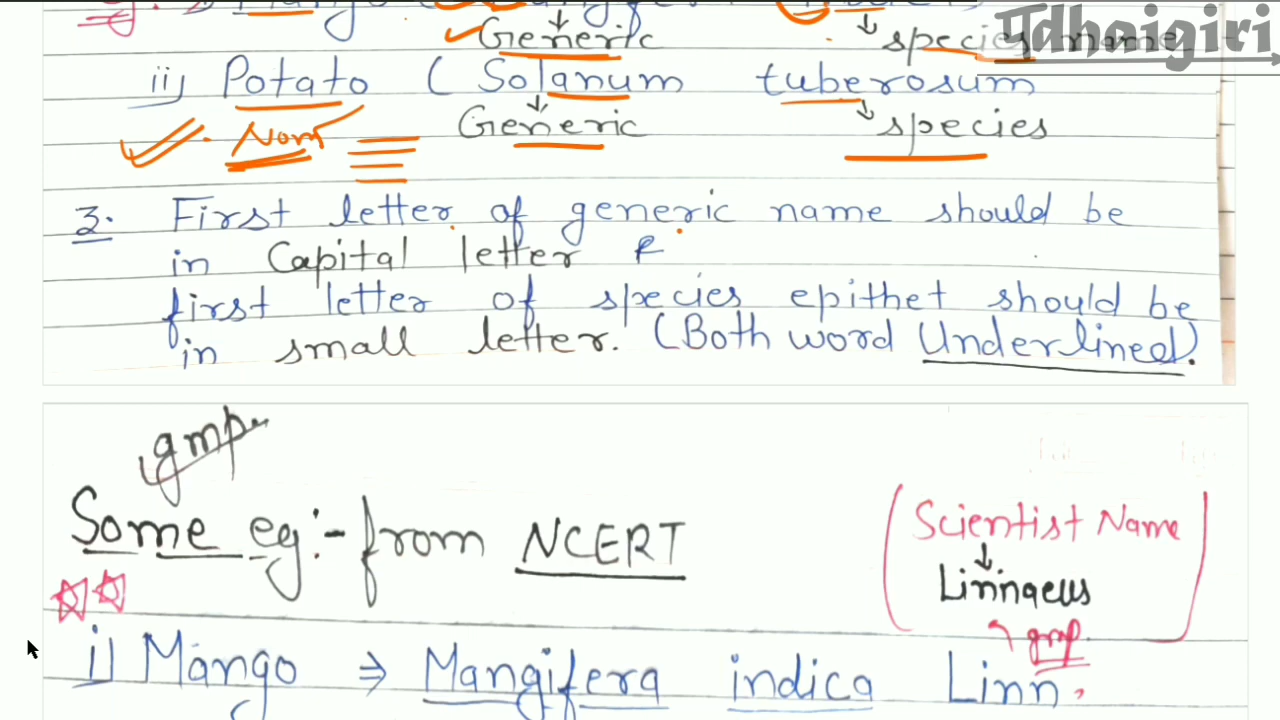 Generic species name
Padhaigiri
ii) Potato ( Solanum tuberosum
Generic species
Nom
3. First letter of generic name should be
in Capital letter &
first letter of species epithet should be
in small letter. (Both word Underlined).
Imp.
Some eg:- from NCERT
Scientist Name
Linnaeus
Imp.
i) Mango ⇒ Mangifera indica Linn.